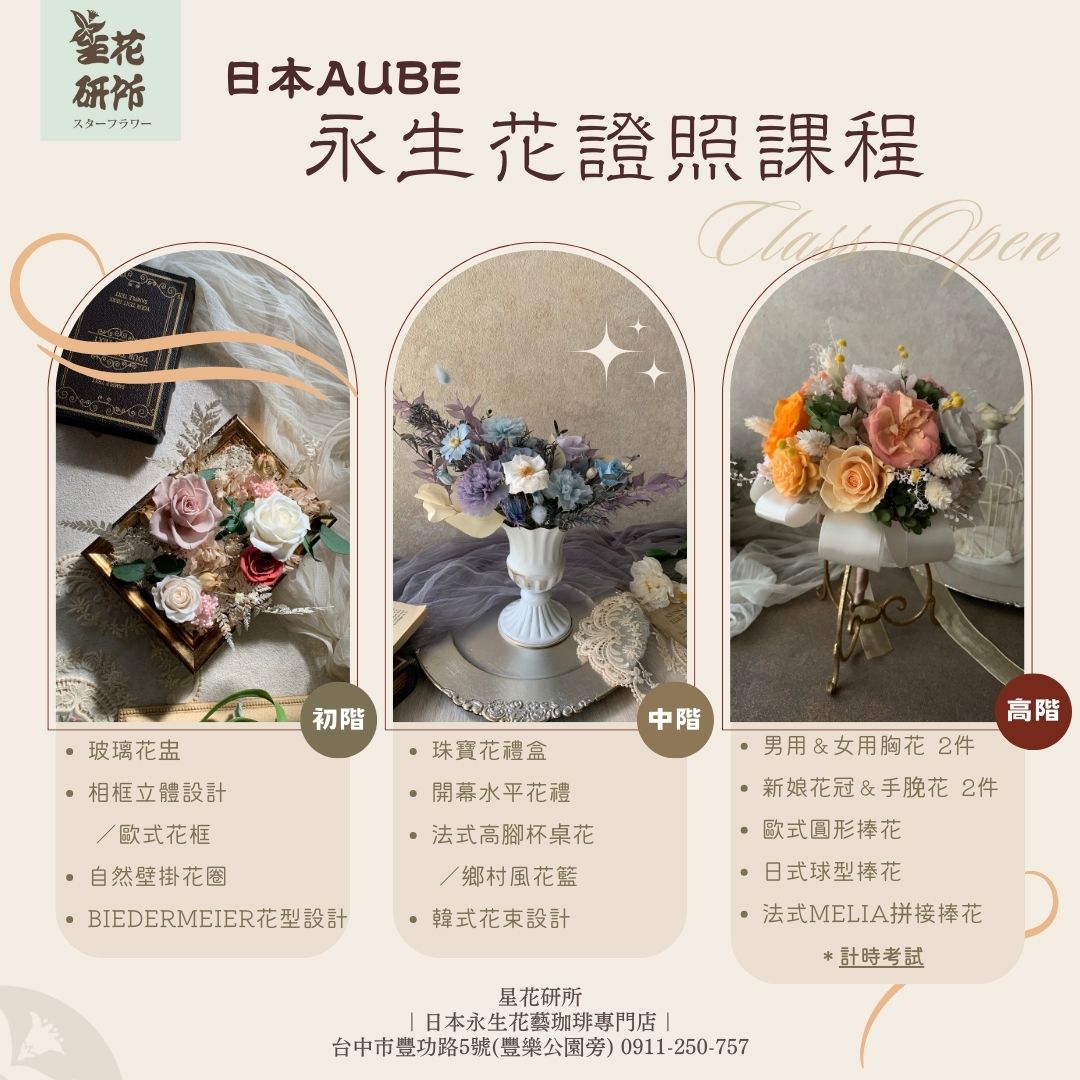 星花
研所
スターフラワー
日本AUBE
永生花證照課程
Class Open
初階
中階
高階
玻璃花盅
相框立體設計
／歐式花框
自然壁掛花圈
BIEDERMEIER花型設計
珠寶花禮盒
開幕水平花禮
法式高腳杯桌花
／鄉村風花籃
韓式花束設計
男用＆女用胸花 2件
新娘花冠＆手腕花 2件
歐式圓形捧花
日式球型捧花
法式MELIA拼接捧花
＊計時考試
星花研所
｜日本永生花藝珈琲專門店｜
台中市豐功路5號(豐樂公園旁) 0911-250-757